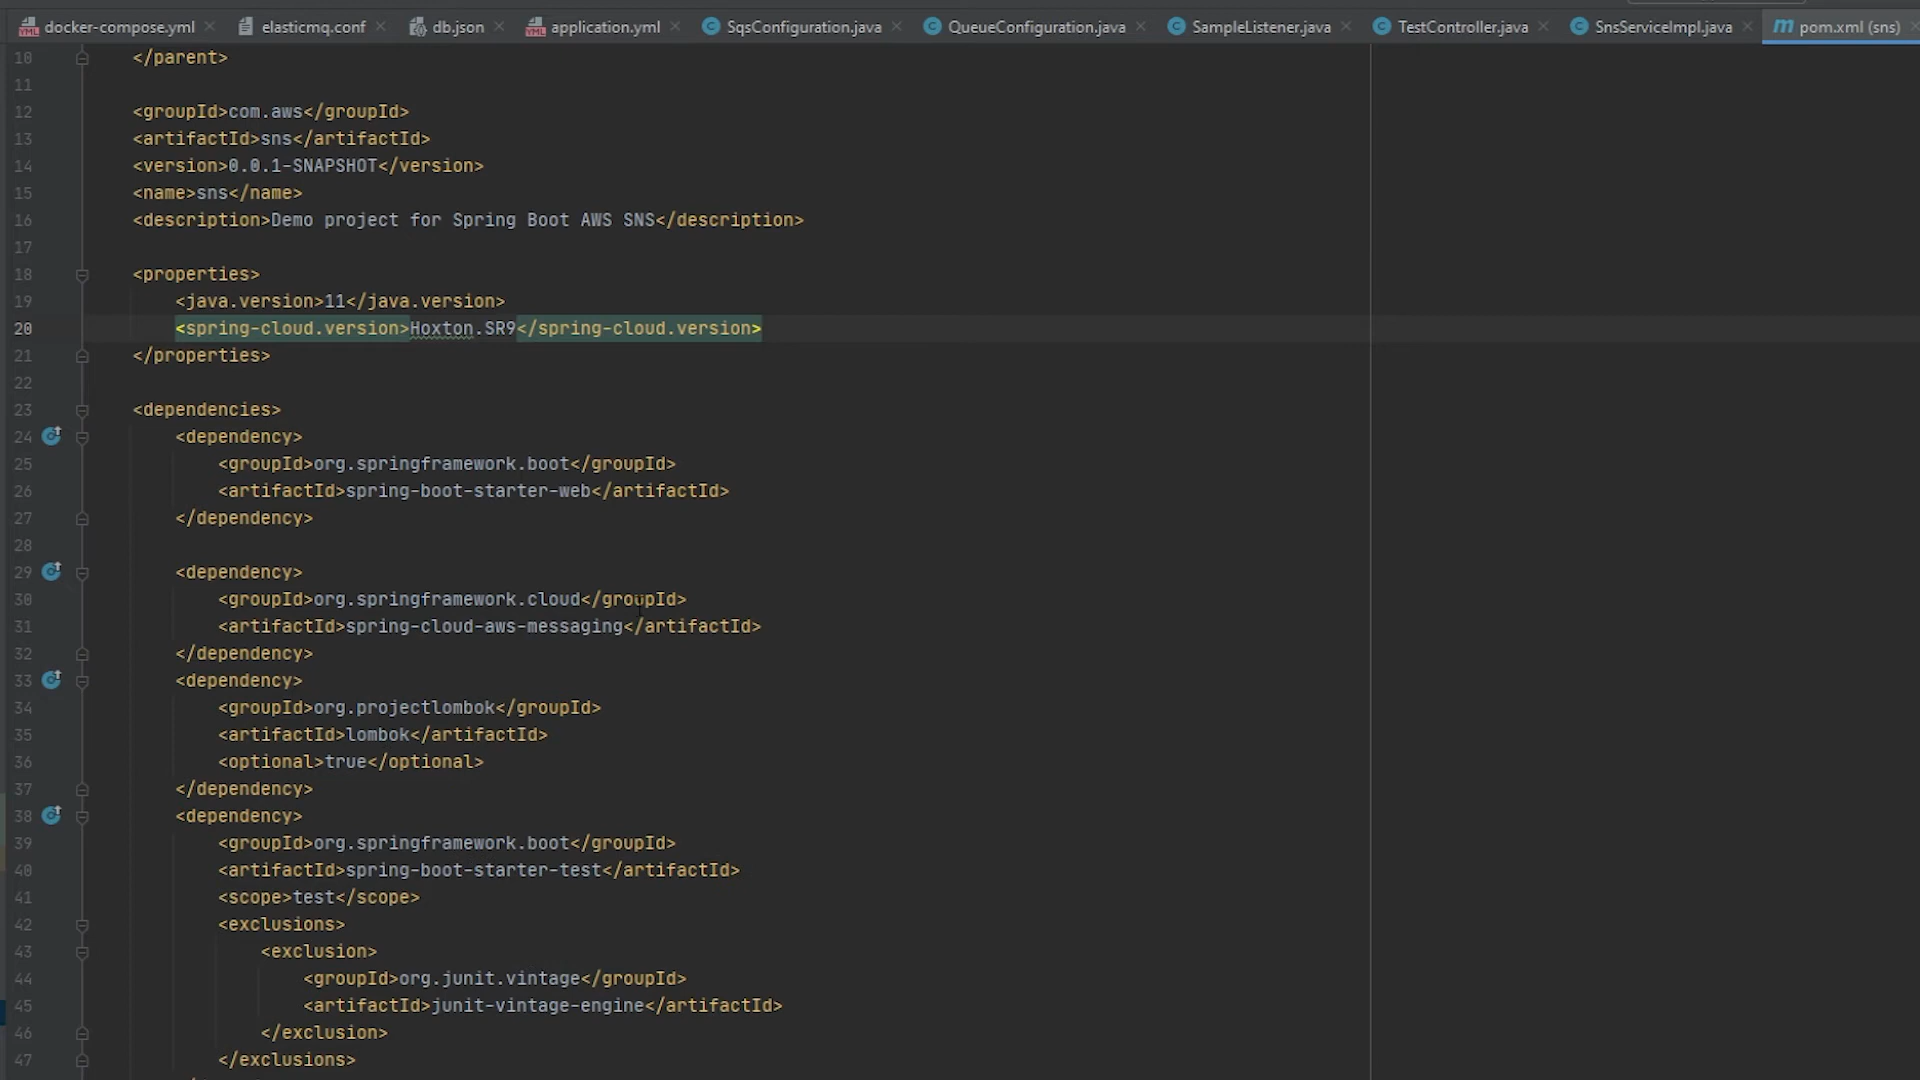 docker-compose.yml elasticmq.conf db.json application.yml SqsConfiguration.java QueueConfiguration.java SampleListener.java TestController.java SnsServiceImpl.java pom.xml (sns)
10 </parent>
11
12 <groupId>com.aws</groupId>
13 <artifactId>sns</artifactId>
14 <version>0.0.1-SNAPSHOT</version>
15 <name>sns</name>
16 <description>Demo project for Spring Boot AWS SNS</description>
17
18 <properties>
19 <java.version>11</java.version>
20 <spring-cloud.version>Hoxton.SR9</spring-cloud.version>
21 </properties>
22
23 <dependencies>
24 <dependency>
25 <groupId>org.springframework.boot</groupId>
26 <artifactId>spring-boot-starter-web</artifactId>
27 </dependency>
28
29 <dependency>
30 <groupId>org.springframework.cloud</groupId>
31 <artifactId>spring-cloud-aws-messaging</artifactId>
32 </dependency>
33 <dependency>
34 <groupId>org.projectlombok</groupId>
35 <artifactId>lombok</artifactId>
36 <optional>true</optional>
37 </dependency>
38 <dependency>
39 <groupId>org.springframework.boot</groupId>
40 <artifactId>spring-boot-starter-test</artifactId>
41 <scope>test</scope>
42 <exclusions>
43 <exclusion>
44 <groupId>org.junit.vintage</groupId>
45 <artifactId>junit-vintage-engine</artifactId>
46 </exclusion>
47 </exclusions>